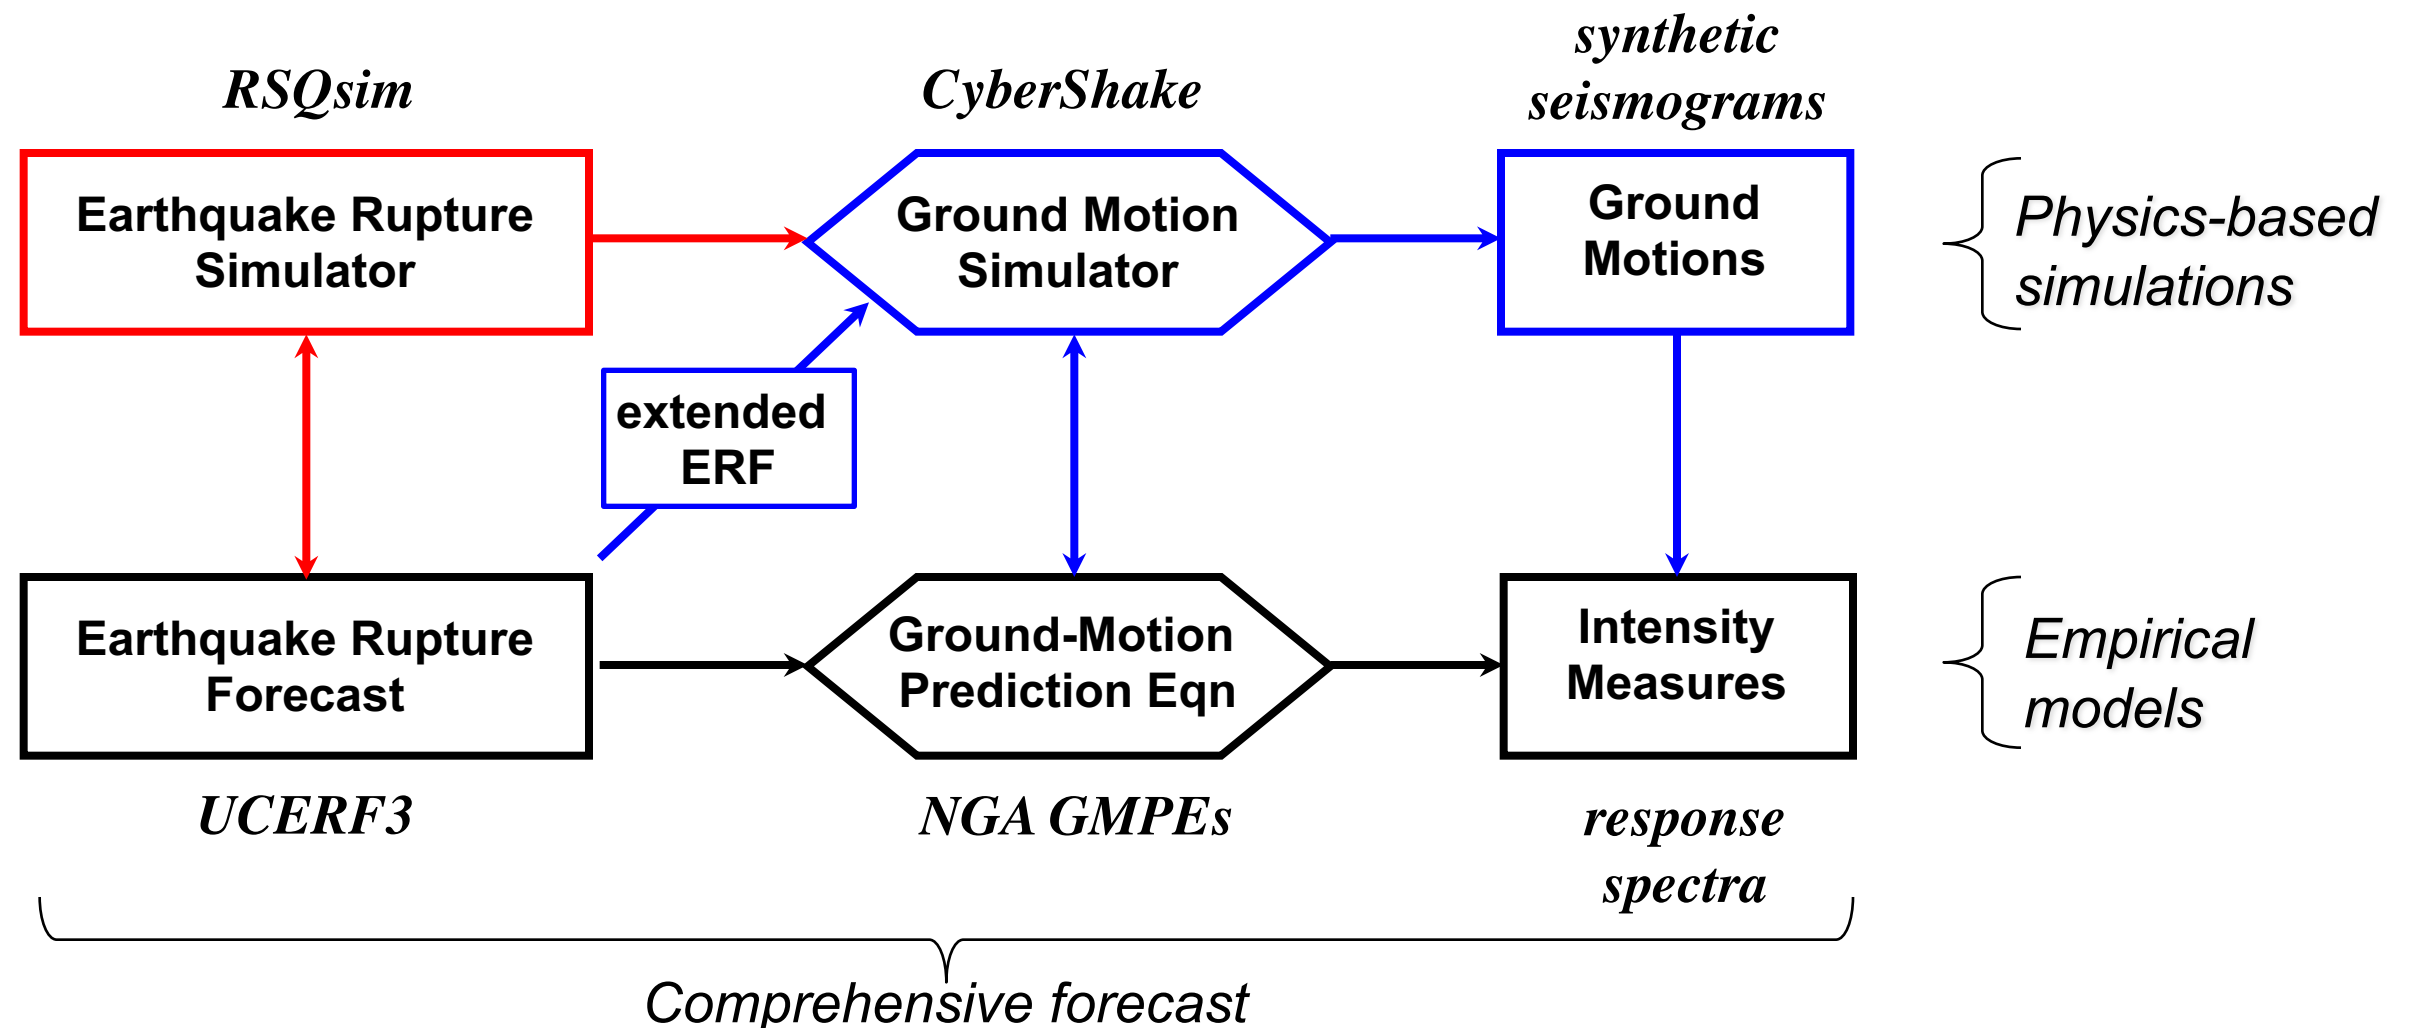 RSQsim
CyberShake
synthetic
seismograms
Earthquake Rupture
Simulator
Ground Motion
Simulator
Ground
Motions
Physics-based
simulations
extended
ERF
Earthquake Rupture
Forecast
Ground-Motion
Prediction Eqn
Intensity
Measures
Empirical
models
UCERF3
NGA GMPEs
response
spectra
Comprehensive forecast